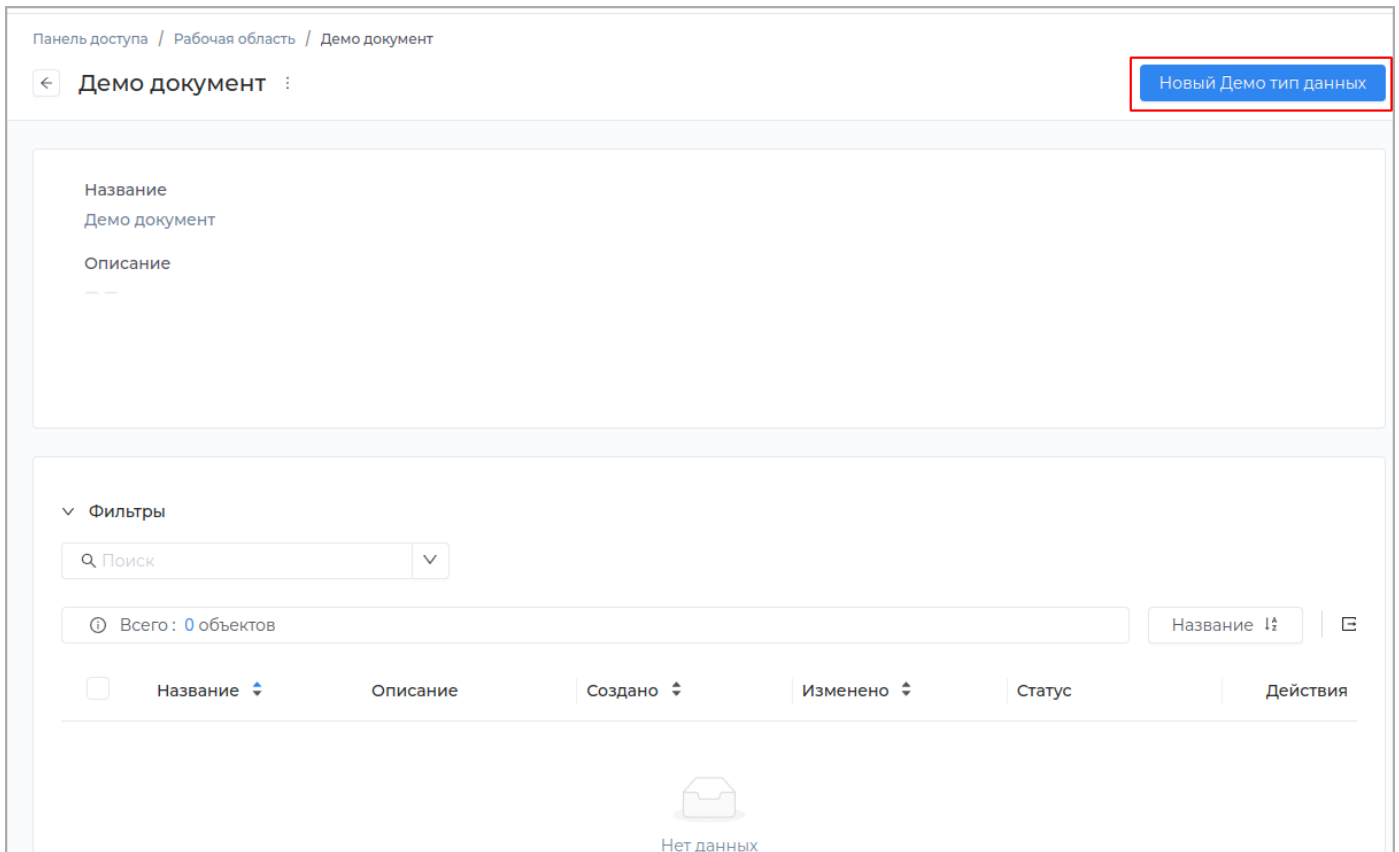 Панель доступа / Рабочая область / Демо документ
Демо документ
Новый Демо тип данных
Название
Демо документ
Описание
Фильтры
Поиск
Всего : 0 объектов
Название
Название Описание Создано Изменено Статус Действия
Нет данных